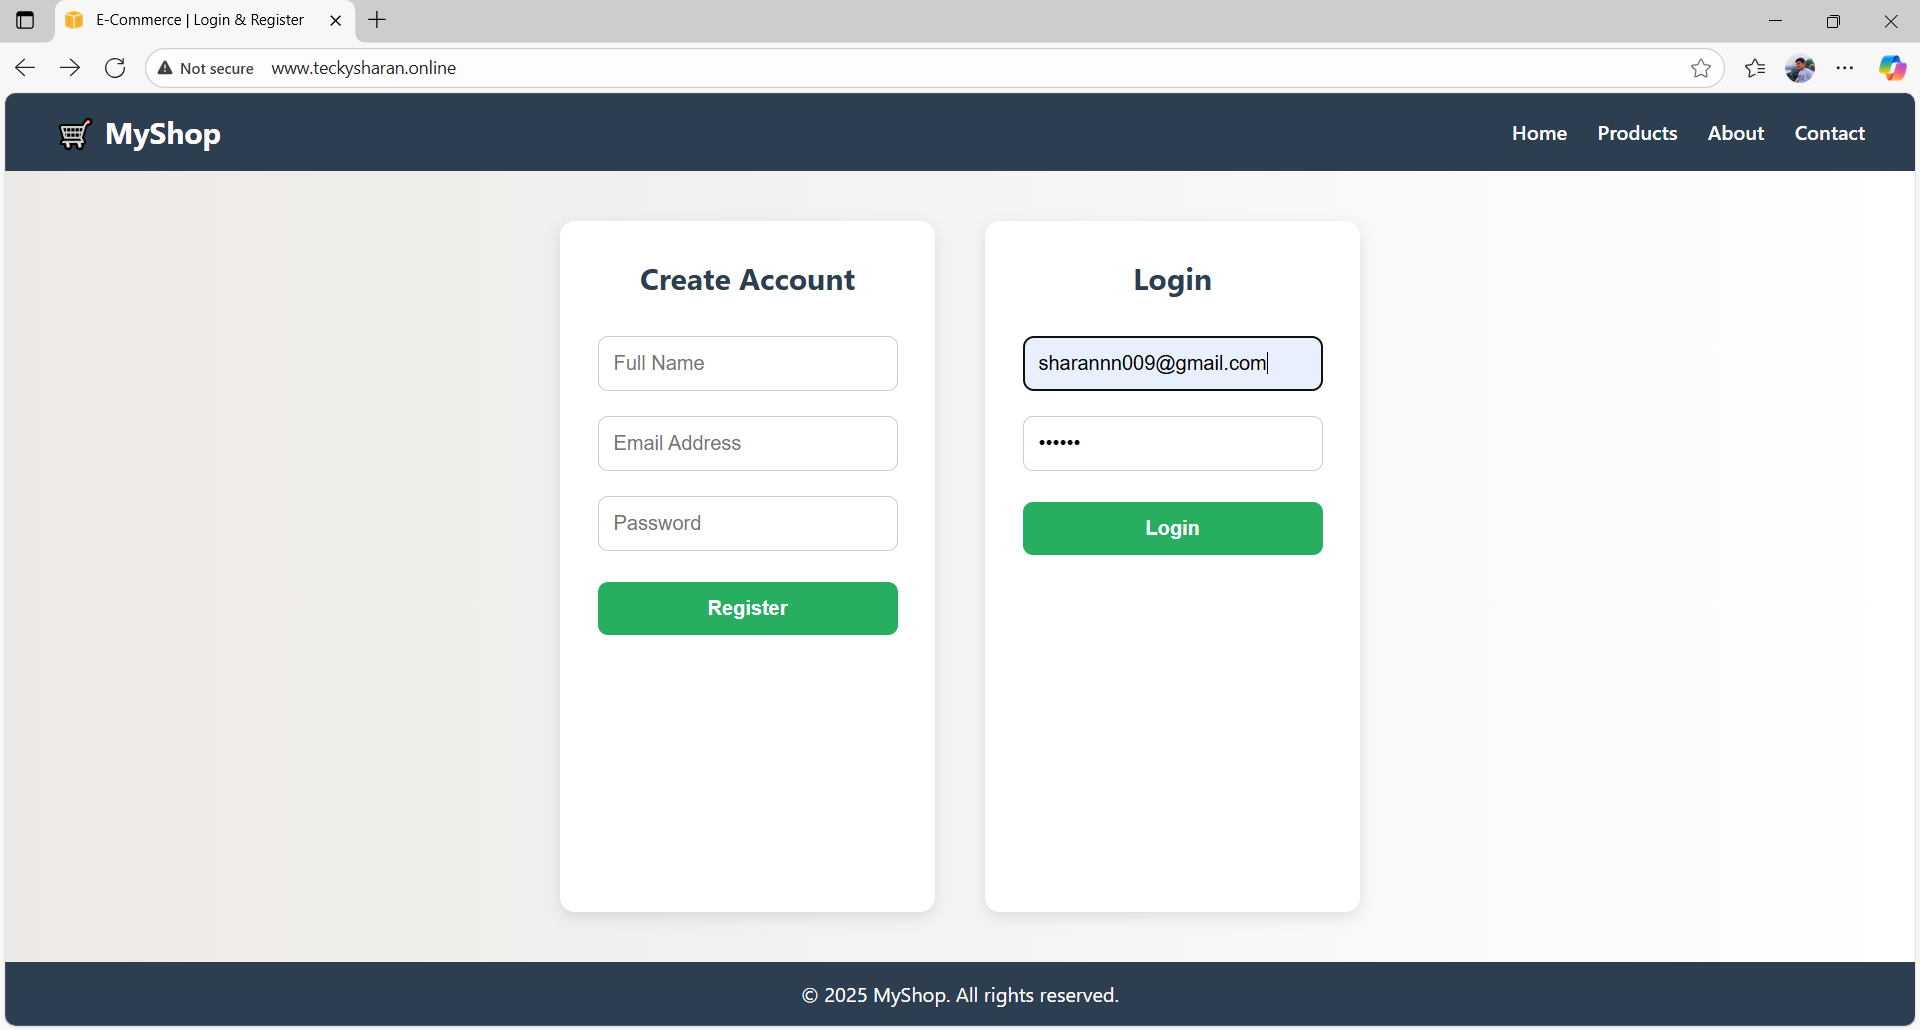 E-Commerce | Login & Register
Not secure www.teckysharan.online
MyShop
Home Products About Contact
Create Account
Full Name
Email Address
Password
Register
Login
sharannn009@gmail.com
••••••
Login
© 2025 MyShop. All rights reserved.